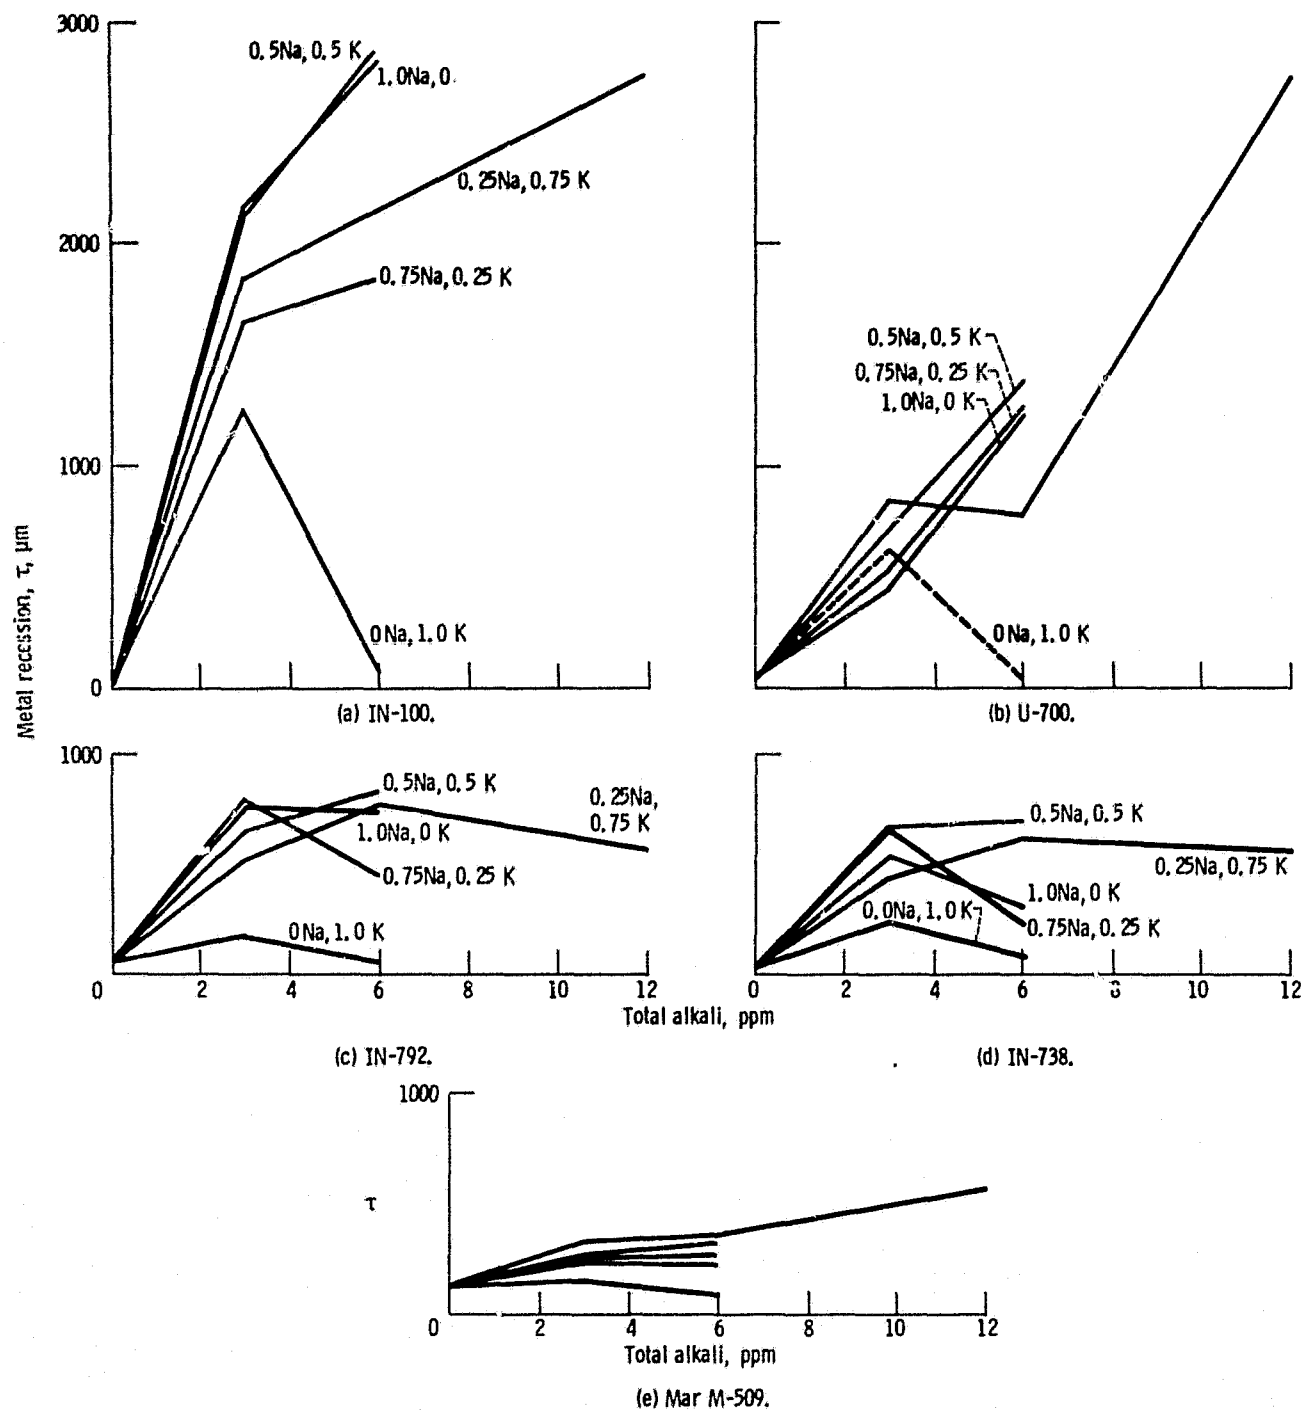 3000
0.5Na, 0.5 K
1.0Na, 0
0.25Na, 0.75 K
2000
0.75Na, 0.25 K
0.5Na, 0.5 K
0.75Na, 0.25 K
1.0Na, 0 K
1000
Metal recession, τ, µm
0Na, 1.0 K
0Na, 1.0 K
0
(a) IN-100.
(b) U-700.
1000
0.5Na, 0.5 K
0.25Na,
0.75 K
1.0Na, 0 K
0.75Na, 0.25 K
0Na, 1.0 K
0.5Na, 0.5 K
0.25Na, 0.75 K
1.0Na, 0 K
0.0Na, 1.0 K
0.75Na, 0.25 K
0 2 4 6 8 10 12
0 2 4 6 8 10 12
Total alkali, ppm
(c) IN-792.
(d) IN-738.
1000
τ
0 2 4 6 8 10 12
Total alkali, ppm
(e) Mar M-509.